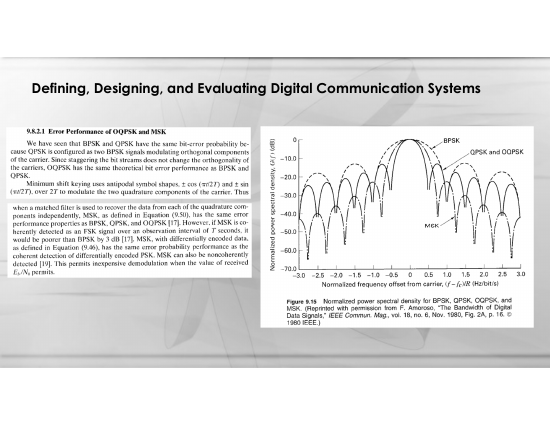 Defining, Designing, and Evaluating Digital Communication Systems
9.8.2.1 Error Performance of OQPSK and MSK
We have seen that BPSK and QPSK have the same bit-error probability be-
cause QPSK is configured as two BPSK signals modulating orthogonal components
of the carrier. Since staggering the bit streams does not change the orthogonality of
the carriers, OQPSK has the same theoretical bit error performance as BPSK and
QPSK.
Minimum shift keying uses antipodal symbol shapes, ± cos (πt/2T) and ± sin
(πt/2T), over 2T to modulate the two quadrature components of the carrier. Thus
when a matched filter is used to recover the data from each of the quadrature com-
ponents independently, MSK, as defined in Equation (9.50), has the same error
performance properties as BPSK, QPSK, and OQPSK [17]. However, if MSK is co-
herently detected as an FSK signal over an observation interval of T seconds, it
would be poorer than BPSK by 3 dB [17]. MSK, with differentially encoded data,
as defined in Equation (9.46), has the same error probability performance as the
coherent detection of differentially encoded PSK. MSK can also be noncoherently
detected [19]. This permits inexpensive demodulation when the value of received
Eb/N0 permits.
Normalized power spectral density, (dB)
0
-10.0
-20.0
-30.0
-40.0
-50.0
-60.0
-70.0
BPSK
QPSK and OQPSK
MSK
-3.0 -2.5 -2.0 -1.5 -1.0 -0.5 0 0.5 1.0 1.5 2.0 2.5 3.0
Normalized frequency offset from carrier, (f – fc)/R (Hz/bit/s)
Figure 9.15 Normalized power spectral density for BPSK, QPSK, OQPSK, and
MSK. (Reprinted with permission from F. Amoroso, "The Bandwidth of Digital
Data Signals," IEEE Commun. Mag., vol. 18, no. 6, Nov. 1980, Fig. 2A, p. 16. ©
1980 IEEE.)